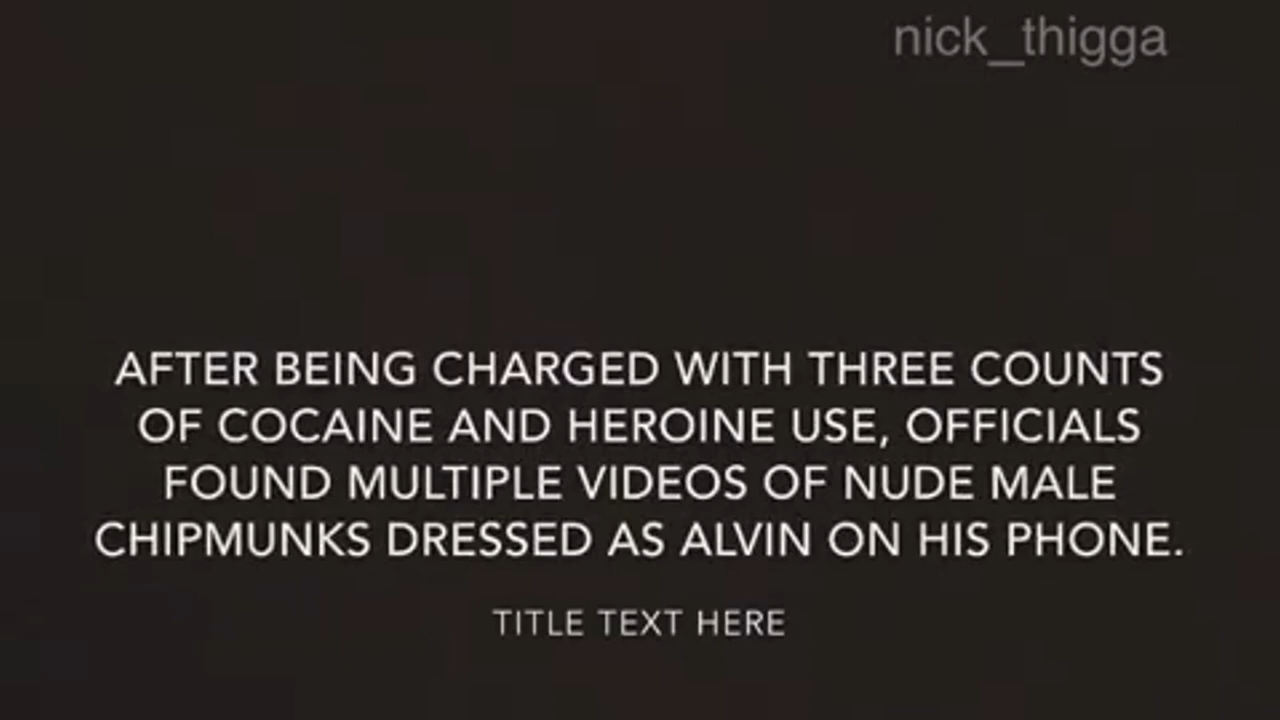 nick_thigga
AFTER BEING CHARGED WITH THREE COUNTS
OF COCAINE AND HEROINE USE, OFFICIALS
FOUND MULTIPLE VIDEOS OF NUDE MALE
CHIPMUNKS DRESSED AS ALVIN ON HIS PHONE.
TITLE TEXT HERE